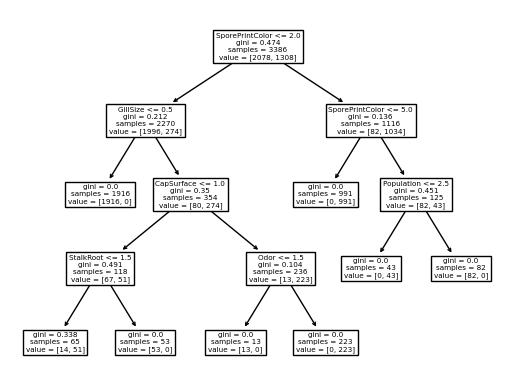 SporePrintColor <= 2.0
gini = 0.474
samples = 3386
value = [2078, 1308]
GillSize <= 0.5
gini = 0.212
samples = 2270
value = [1996, 274]
SporePrintColor <= 5.0
gini = 0.136
samples = 1116
value = [82, 1034]
gini = 0.0
samples = 1916
value = [1916, 0]
CapSurface <= 1.0
gini = 0.35
samples = 354
value = [80, 274]
gini = 0.0
samples = 991
value = [0, 991]
Population <= 2.5
gini = 0.451
samples = 125
value = [82, 43]
StalkRoot <= 1.5
gini = 0.491
samples = 118
value = [67, 51]
Odor <= 1.5
gini = 0.104
samples = 236
value = [13, 223]
gini = 0.0
samples = 43
value = [0, 43]
gini = 0.0
samples = 82
value = [82, 0]
gini = 0.338
samples = 65
value = [14, 51]
gini = 0.0
samples = 53
value = [53, 0]
gini = 0.0
samples = 13
value = [13, 0]
gini = 0.0
samples = 223
value = [0, 223]